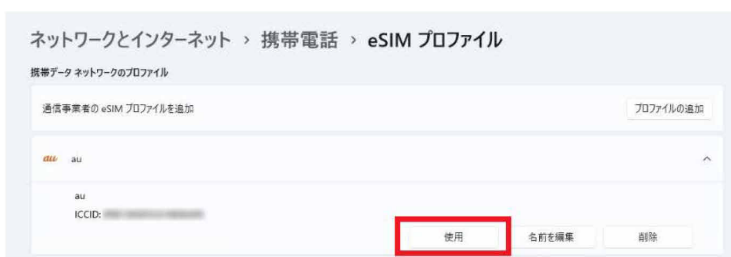 ネットワークとインターネット › 携帯電話 › eSIM プロファイル
携帯データ ネットワークのプロファイル
通信事業者の eSIM プロファイルを追加 プロファイルの追加
au au
au
ICCID:
使用 名前を編集 削除